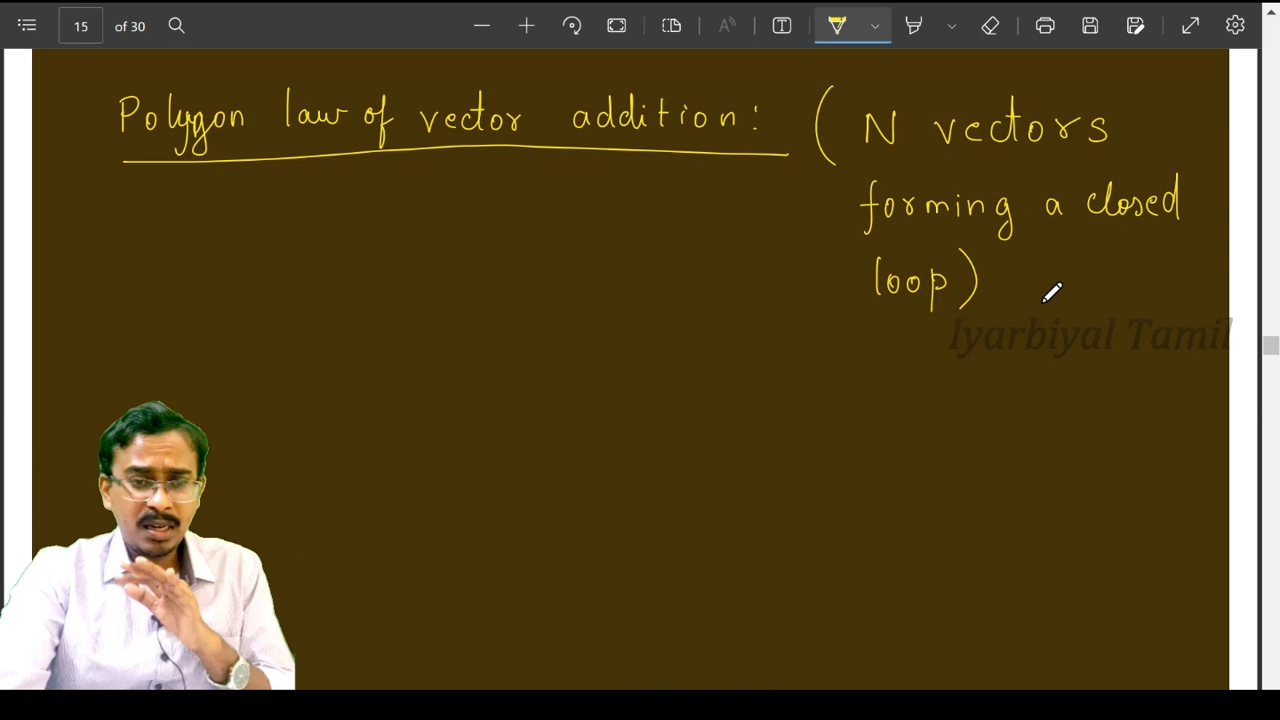 15 of 30
Polygon law of vector addition: ( N vectors
forming a closed
loop )
Iyarbiyal Tamil